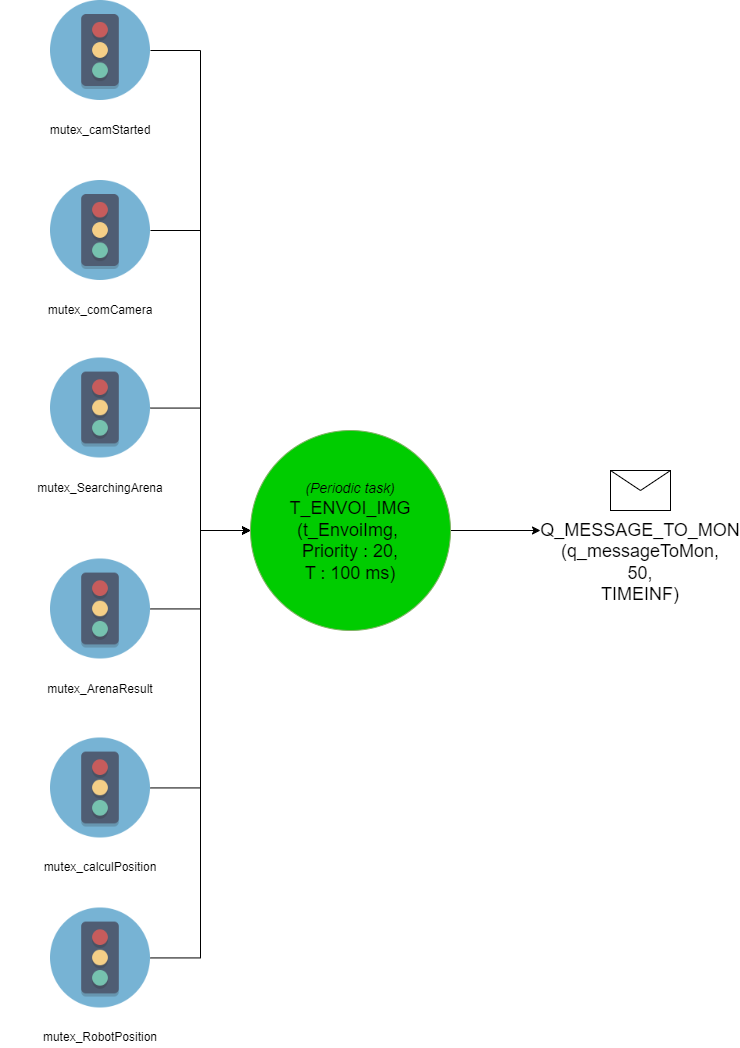 mutex_camStarted
mutex_comCamera
mutex_SearchingArena
mutex_ArenaResult
mutex_calculPosition
mutex_RobotPosition
(Periodic task)
T_ENVOI_IMG
(t_EnvoiImg,
Priority : 20,
T : 100 ms)
Q_MESSAGE_TO_MON
(q_messageToMon,
50,
TIMEINF)